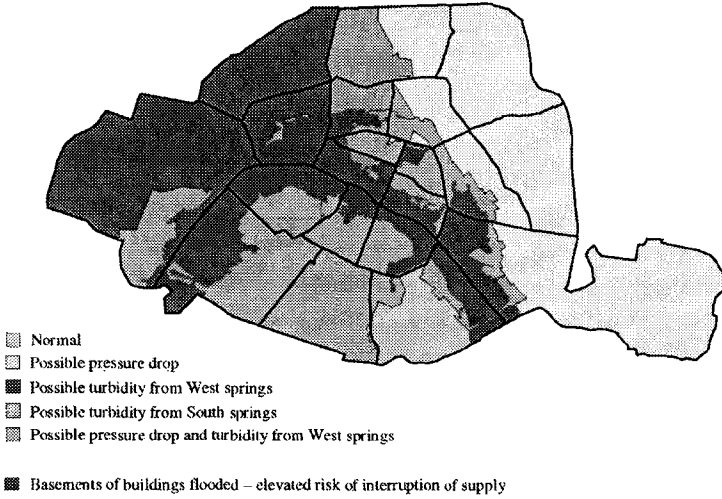 Normal
Possible pressure drop
Possible turbidity from West springs
Possible turbidity from South springs
Possible pressure drop and turbidity from West springs
Basements of buildings flooded – elevated risk of interruption of supply